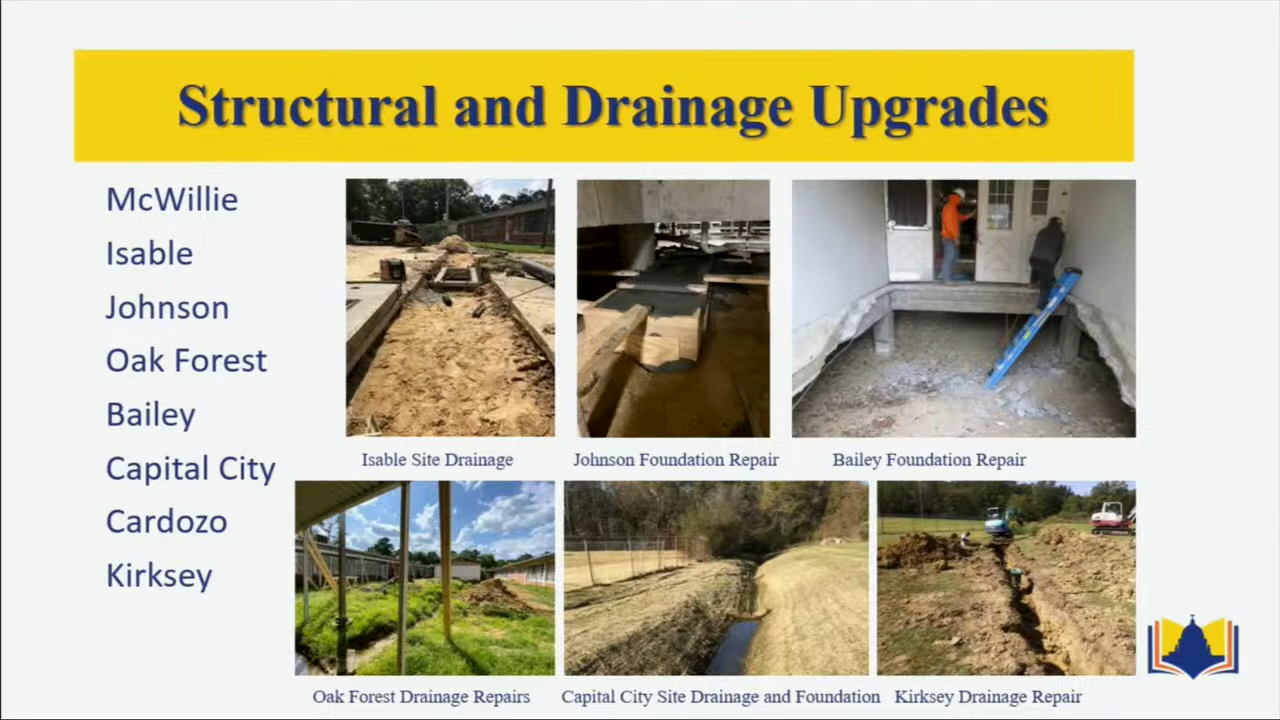 Structural and Drainage Upgrades
McWillie
Isable
Johnson
Oak Forest
Bailey
Capital City
Cardozo
Kirksey
Isable Site Drainage
Johnson Foundation Repair
Bailey Foundation Repair
Oak Forest Drainage Repairs
Capital City Site Drainage and Foundation
Kirksey Drainage Repair